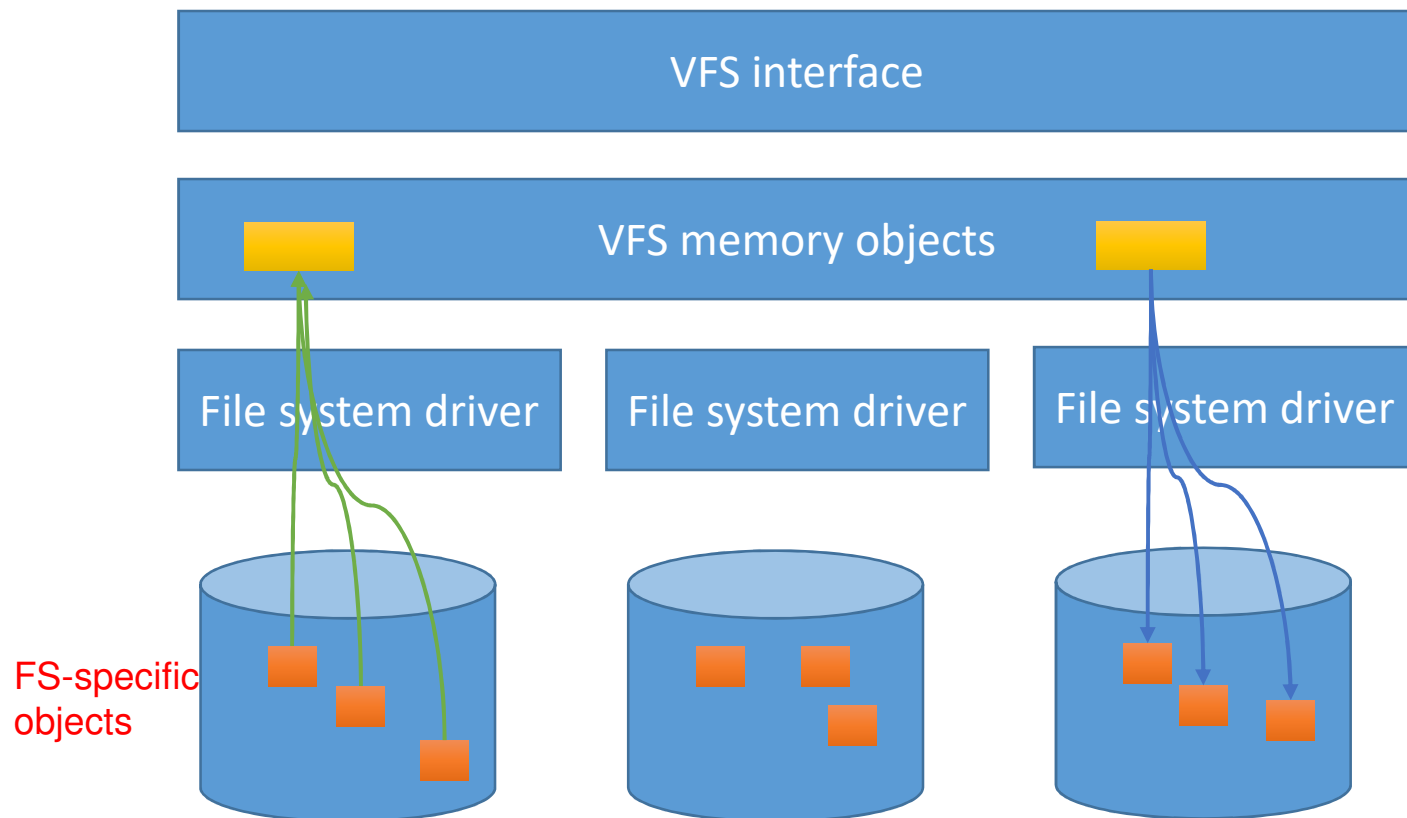 VFS interface
VFS memory objects
File system driver
File system driver
File system driver
FS-specific
objects